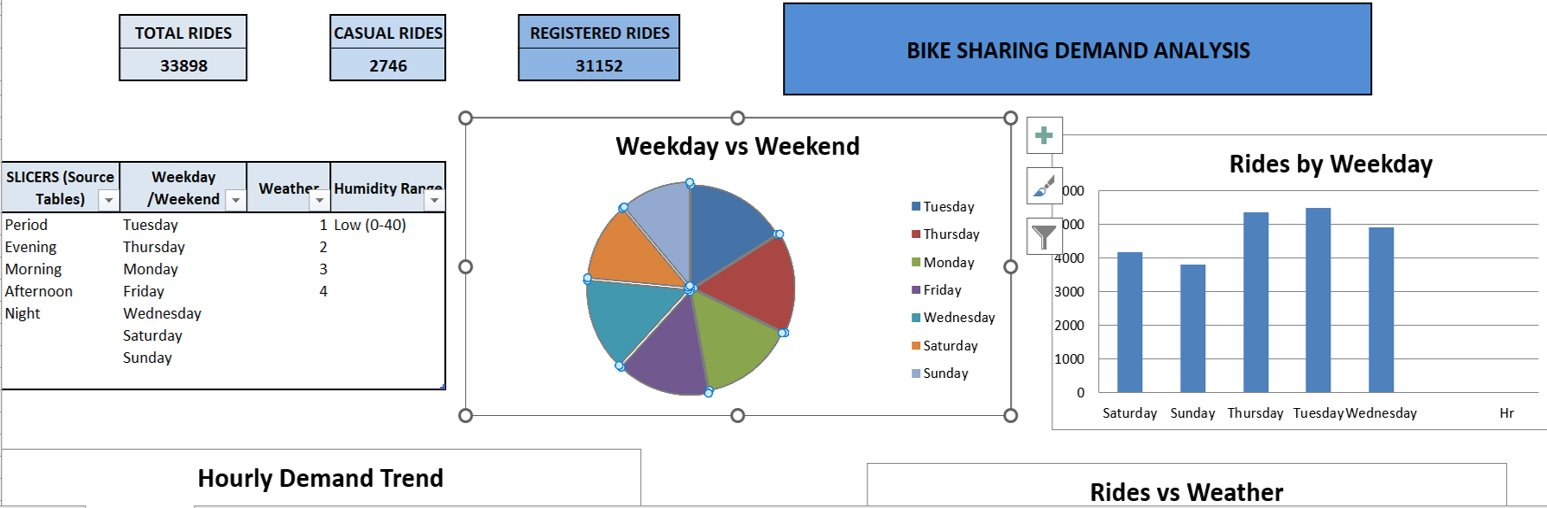 TOTAL RIDES
33898
CASUAL RIDES
2746
REGISTERED RIDES
31152
BIKE SHARING DEMAND ANALYSIS
SLICERS (Source
Tables)
Weekday
/Weekend
Weather
Humidity Range
Period Tuesday 1 Low (0-40)
Evening Thursday 2
Morning Monday 3
Afternoon Friday 4
Night Wednesday
Saturday
Sunday
Weekday vs Weekend
Tuesday
Thursday
Monday
Friday
Wednesday
Saturday
Sunday
Rides by Weekday
000
000
4000
3000
2000
1000
0
Saturday Sunday Thursday Tuesday Wednesday Hr
Hourly Demand Trend
Rides vs Weather